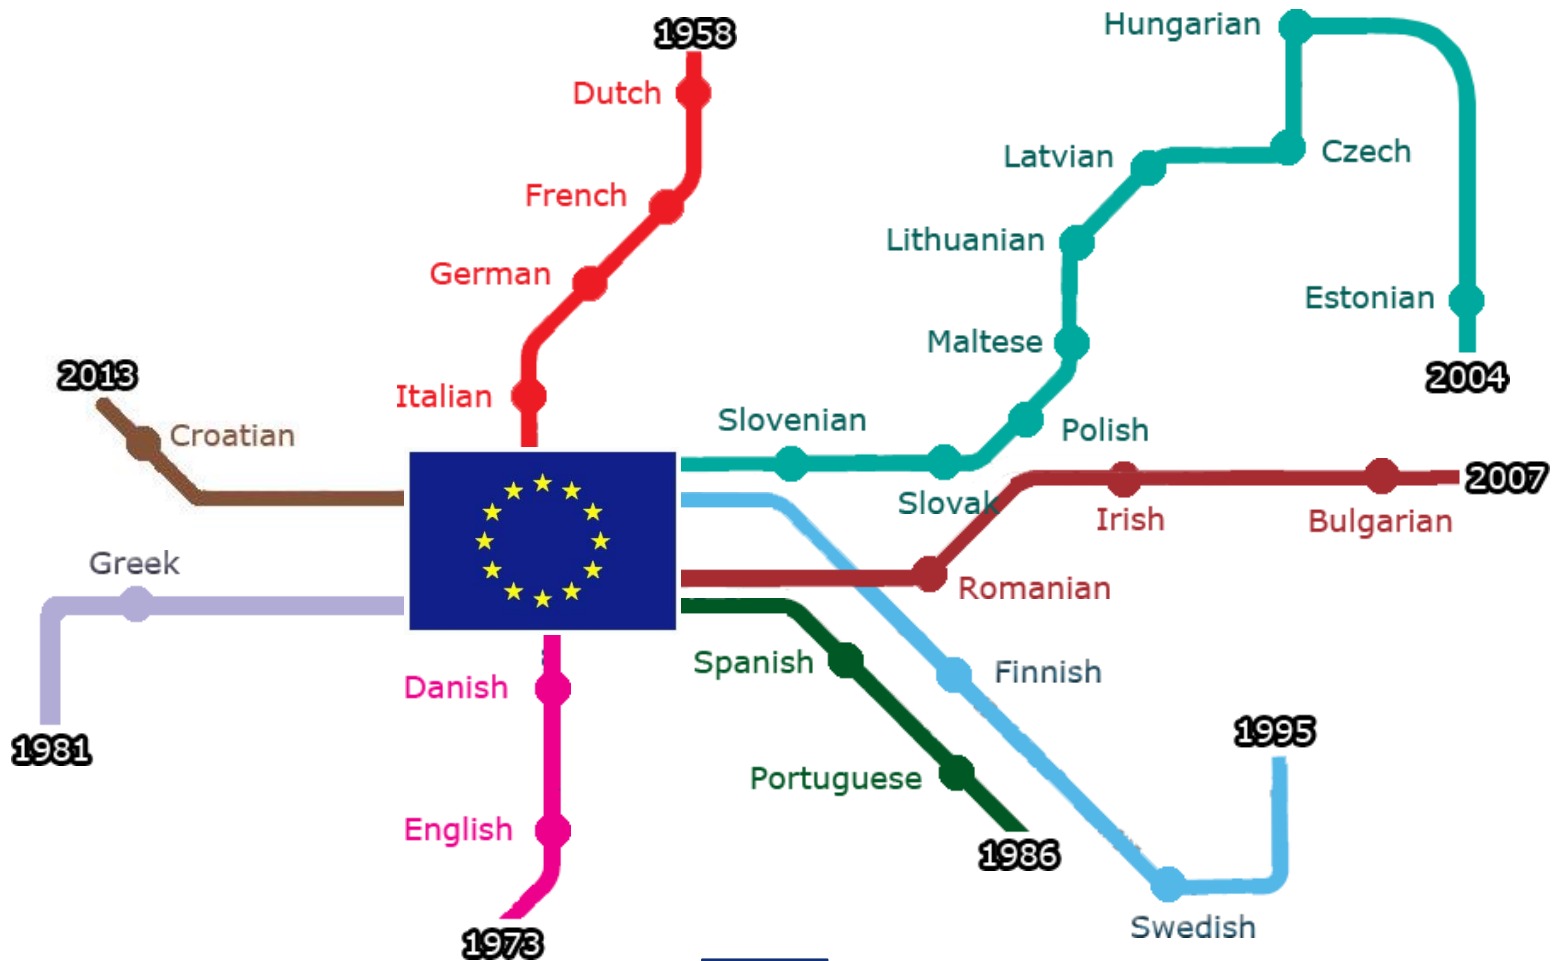 1958
Dutch
French
German
Italian
2013
Croatian
Greek
1981
Danish
English
1973
Hungarian
Czech
Latvian
Lithuanian
Maltese
Polish
Slovak
Slovenian
Estonian
2004
2007
Bulgarian
Irish
Romanian
Spanish
Portuguese
1986
Finnish
Swedish
1995